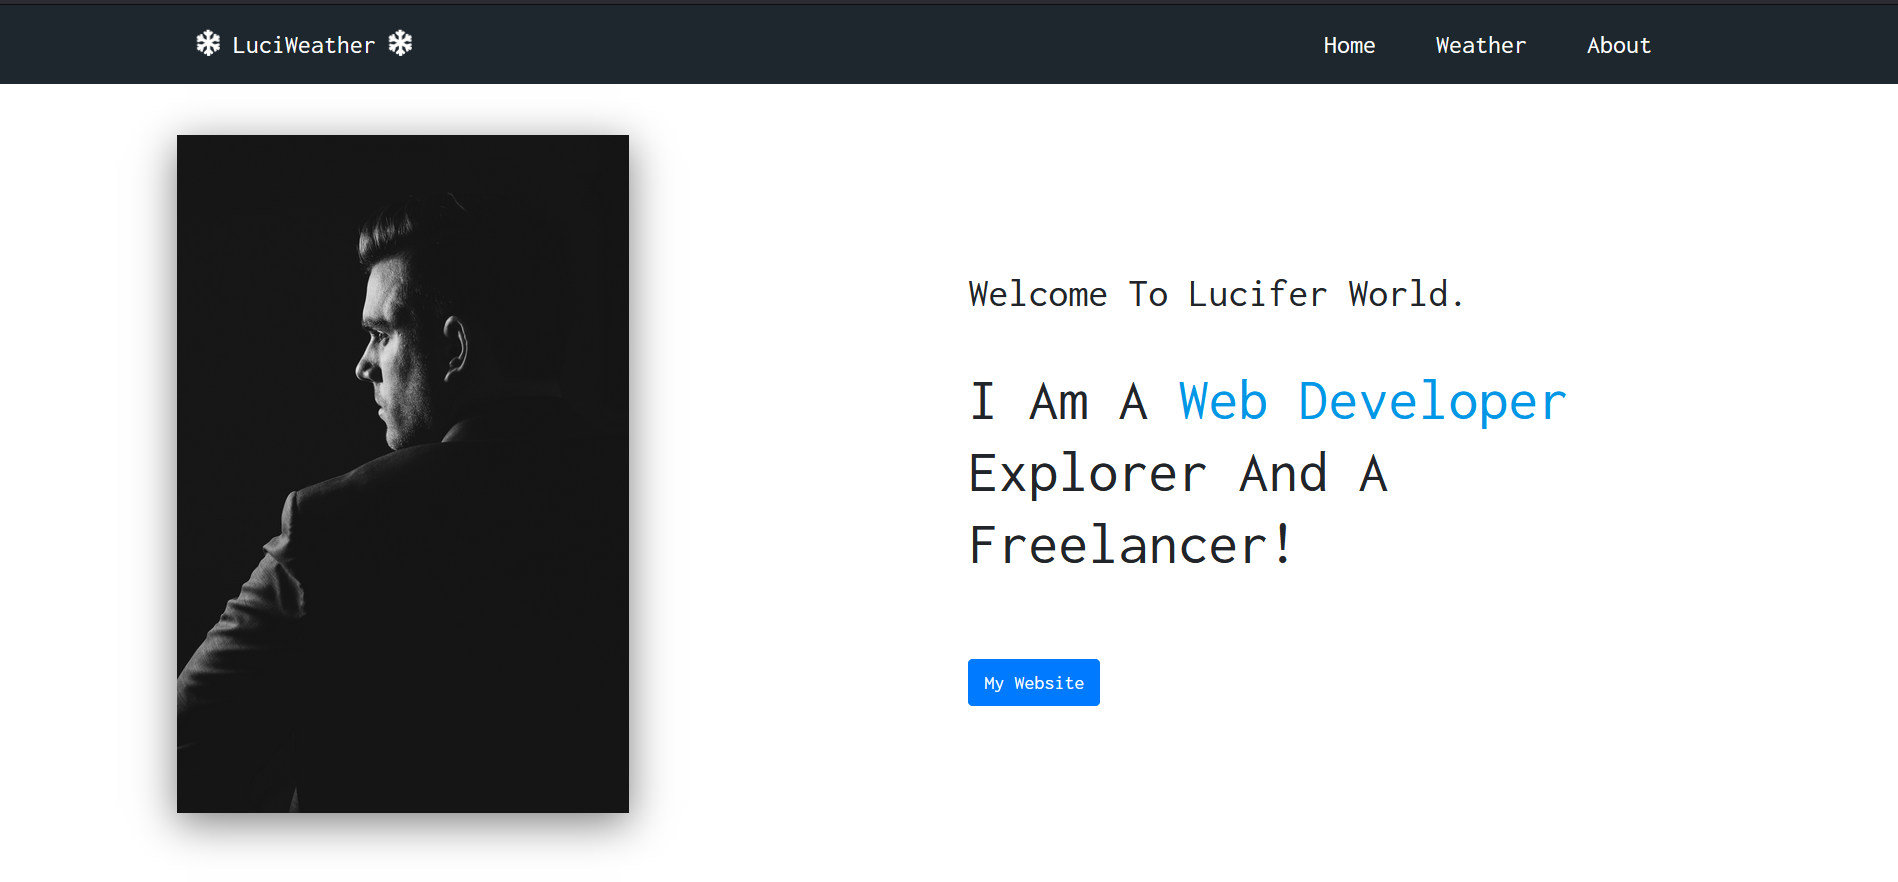 ❄ LuciWeather ❄
Home Weather About
Welcome To Lucifer World.
I Am A Web Developer
Explorer And A
Freelancer!
My Website